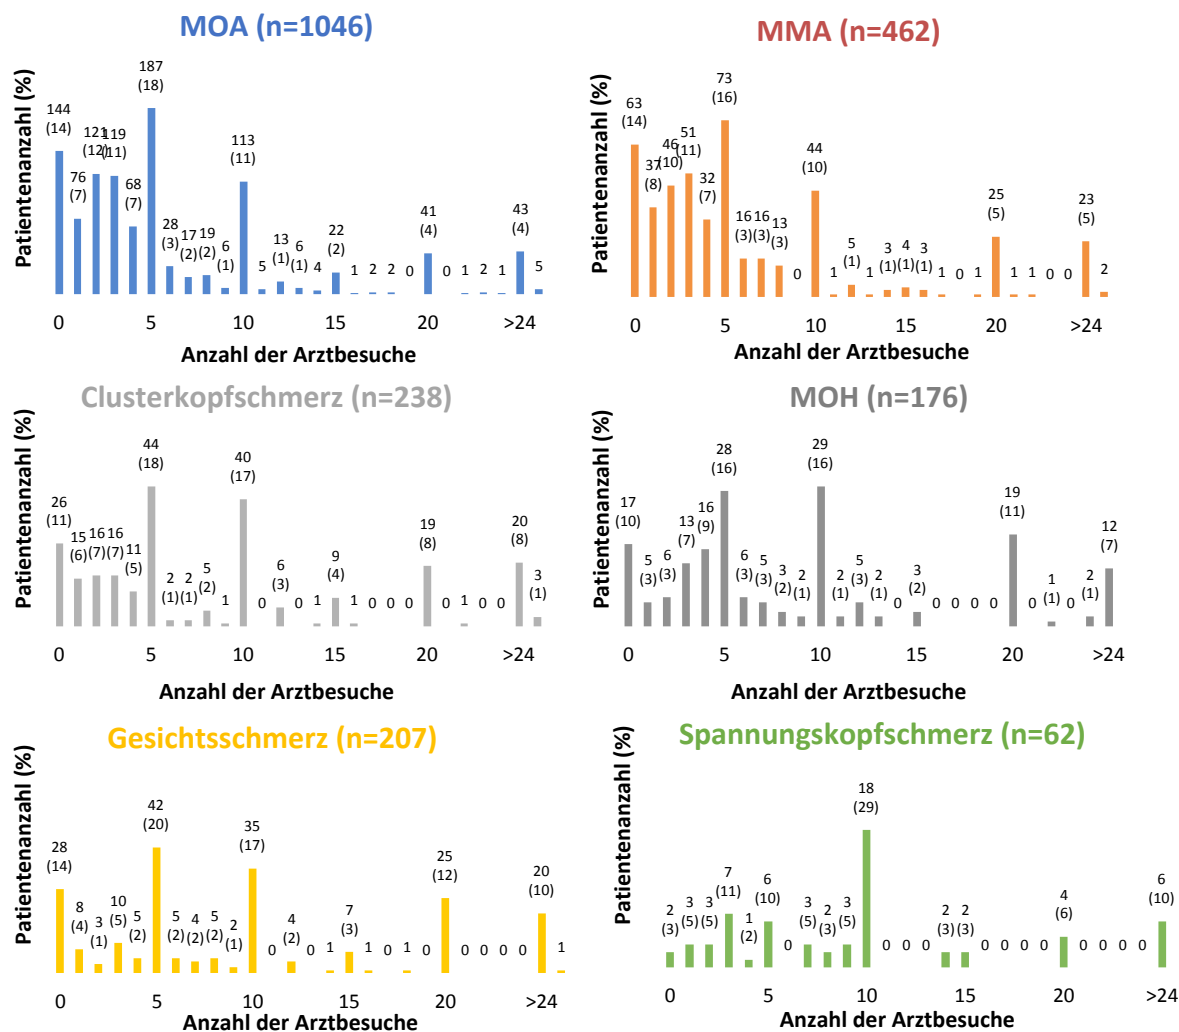 MOA (n=1046)
Patientenanzahl (%)
144 76 121 119 68 187 28 17 19 6 113 5 13 6 4 22 1 2 2 0 41 0 1 2 1 43 5
(14) (7) (12) (11) (7) (18) (3) (2) (2) (1) (11) (1) (1) (2) (4) (4)
0 5 10 15 20 >24
Anzahl der Arztbesuche
MMA (n=462)
Patientenanzahl (%)
63 37 46 51 32 73 16 16 13 0 44 1 5 1 3 4 3 1 0 1 25 1 1 0 0 23 2
(14) (8) (10) (11) (7) (16) (3) (3) (3) (10) (1) (1) (1) (1) (5) (5)
0 5 10 15 20 >24
Anzahl der Arztbesuche
Clusterkopfschmerz (n=238)
Patientenanzahl (%)
26 15 16 16 11 44 2 2 5 1 40 0 6 0 1 9 1 0 0 0 19 0 1 0 0 20 3
(11) (6) (7) (7) (5) (18) (1) (1) (2) (17) (3) (4) (8) (8) (1)
0 5 10 15 20 >24
Anzahl der Arztbesuche
MOH (n=176)
Patientenanzahl (%)
17 5 6 13 16 28 6 5 3 2 29 2 5 2 0 3 0 0 0 0 19 0 1 0 2 12
(10) (3) (3) (7) (9) (16) (3) (3) (2) (1) (16) (1) (3) (1) (2) (11) (1) (1) (7)
0 5 10 15 20 >24
Anzahl der Arztbesuche
Gesichtsschmerz (n=207)
Patientenanzahl (%)
28 8 3 10 5 42 5 4 5 2 35 0 4 0 1 7 1 0 1 0 25 0 0 0 0 20 1
(14) (4) (1) (5) (2) (20) (2) (2) (2) (1) (17) (2) (3) (12) (10)
0 5 10 15 20 >24
Anzahl der Arztbesuche
Spannungskopfschmerz (n=62)
Patientenanzahl (%)
2 3 3 7 1 6 0 3 2 3 18 0 0 0 2 2 0 0 0 0 4 0 0 0 0 6
(3) (5) (5) (11) (2) (10) (5) (3) (5) (29) (3) (3) (6) (10)
0 5 10 15 20 >24
Anzahl der Arztbesuche